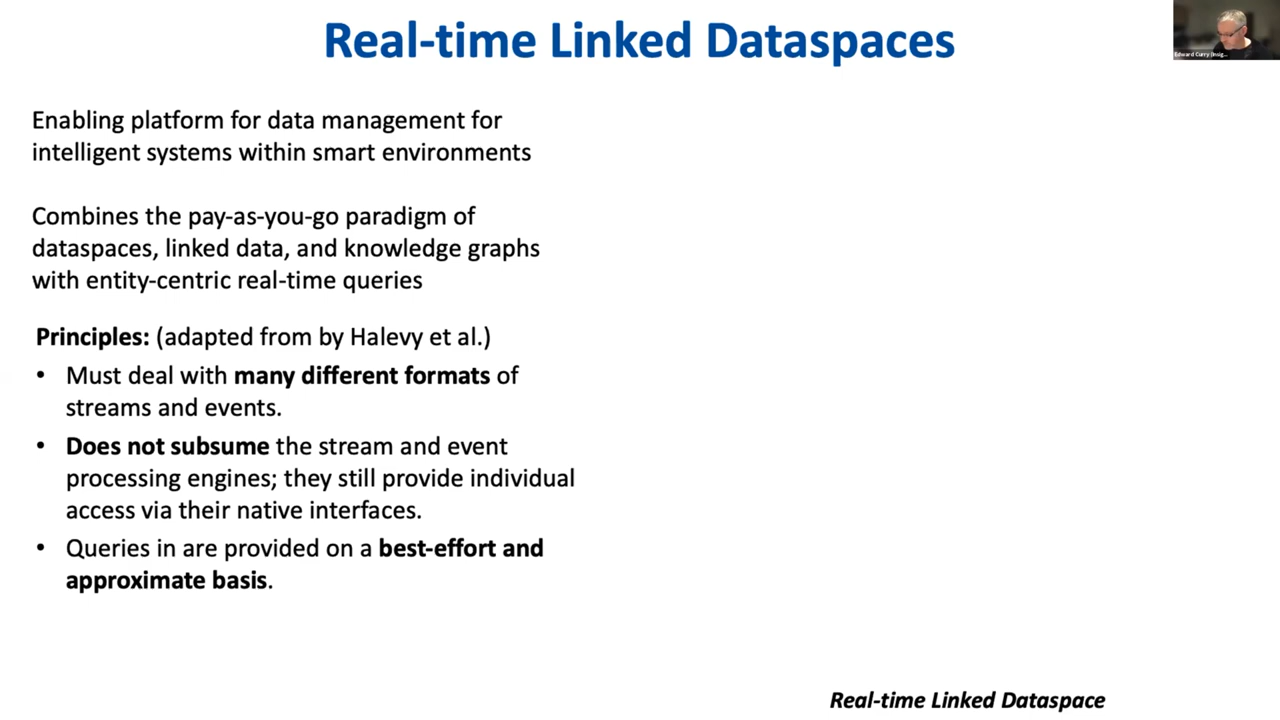 Real-time Linked Dataspaces
Edward Curry (Insig...
Enabling platform for data management for
intelligent systems within smart environments
Combines the pay-as-you-go paradigm of
dataspaces, linked data, and knowledge graphs
with entity-centric real-time queries
Principles: (adapted from by Halevy et al.)
• Must deal with many different formats of
streams and events.
• Does not subsume the stream and event
processing engines; they still provide individual
access via their native interfaces.
• Queries in are provided on a best-effort and
approximate basis.
Real-time Linked Dataspace